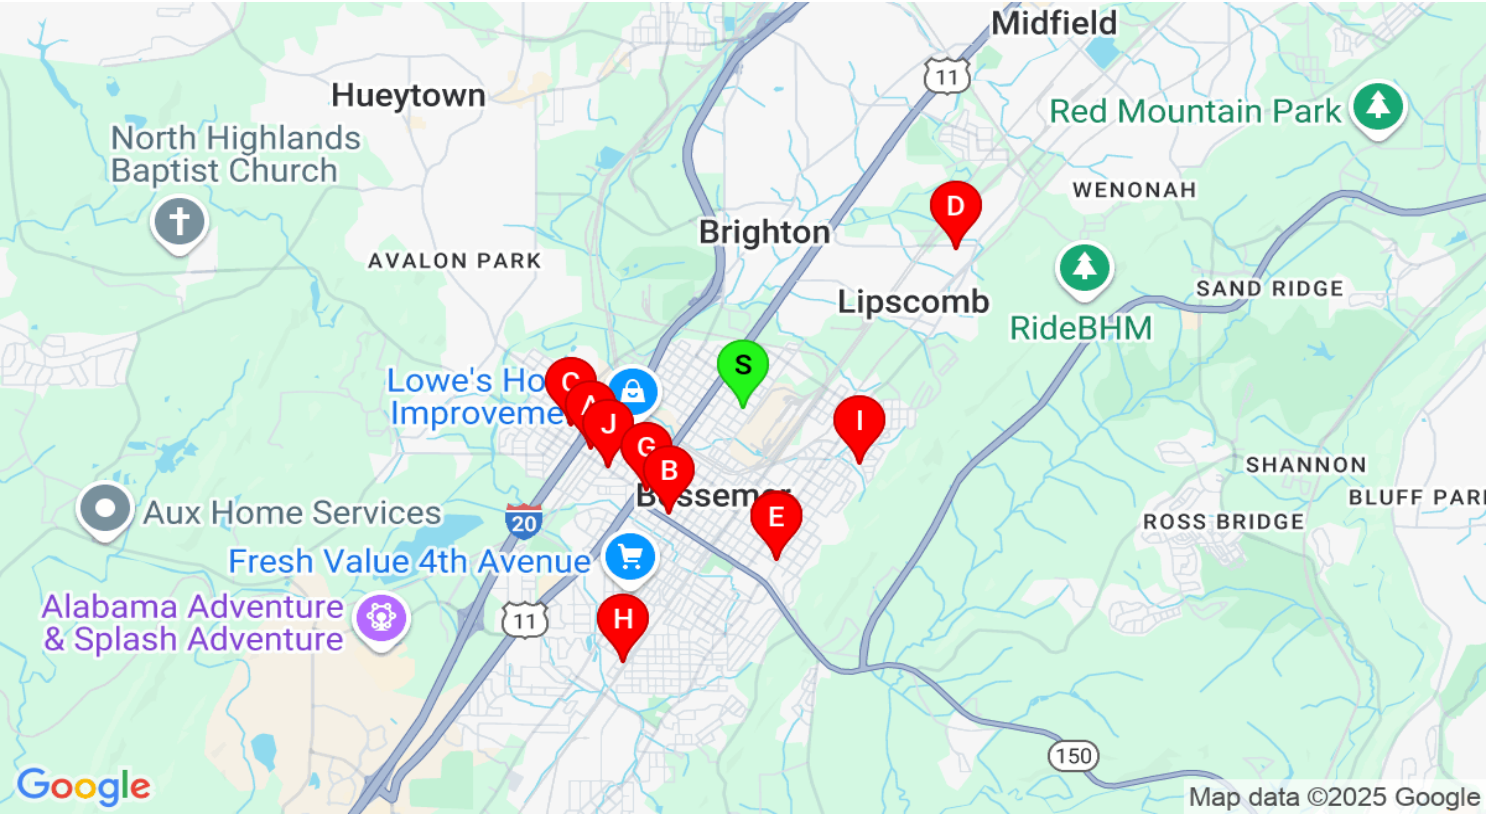 Midfield
11
Hueytown
Red Mountain Park
North Highlands
Baptist Church
WENONAH
D
Brighton
AVALON PARK
SAND RIDGE
Lipscomb
RideBHM
S
Lowe's Ho
Improveme
C
A
J
I
G
B
SHANNON
Bessemer
BLUFF PARK
E
Aux Home Services
20
ROSS BRIDGE
Fresh Value 4th Avenue
Alabama Adventure
& Splash Adventure
11
H
150
Google
Map data ©2025 Google